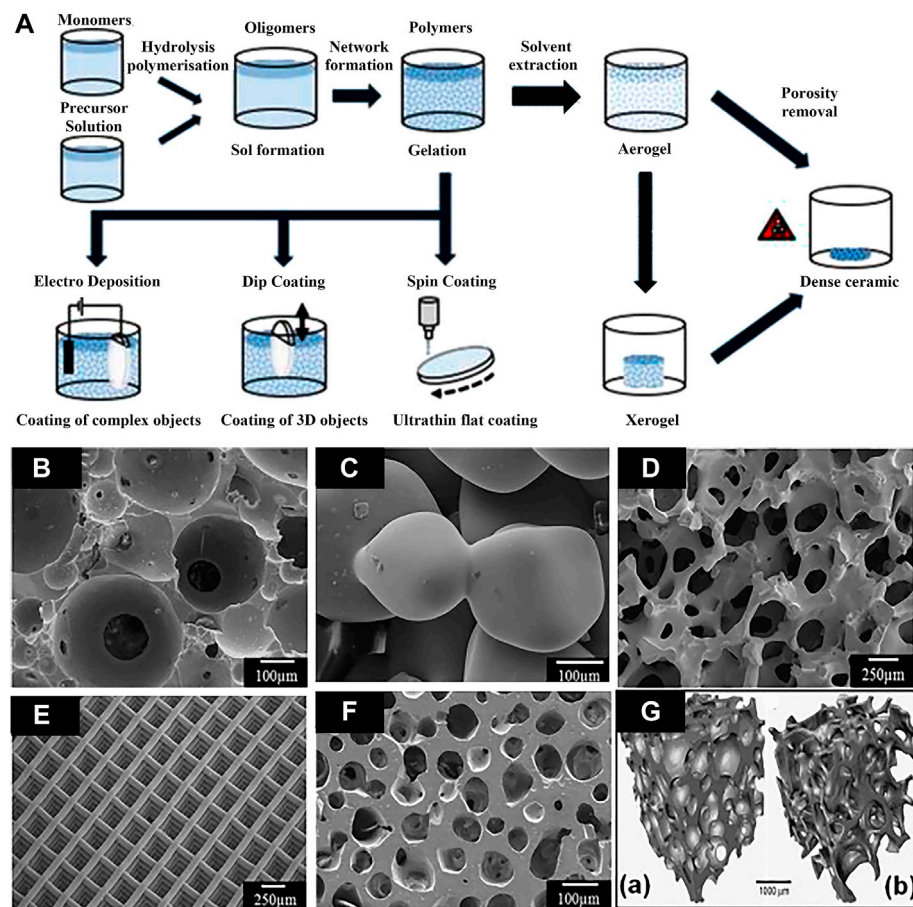 A
Monomers
Hydrolysis
polymerisation
Precursor
Solution
Oligomers
Sol formation
Network
formation
Polymers
Gelation
Solvent
extraction
Aerogel
Porosity
removal
Dense ceramic
Electro Deposition
Coating of complex objects
Dip Coating
Coating of 3D objects
Spin Coating
Ultrathin flat coating
Xerogel
B
100µm
C
100µm
D
250µm
E
250µm
F
100µm
G
(a)
1000 µm
(b)